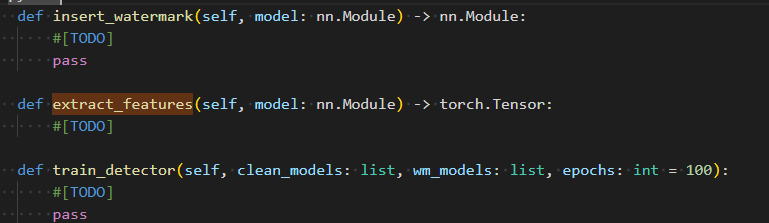 def insert_watermark(self, model: nn.Module) -> nn.Module:
#[TODO]
pass
def extract_features(self, model: nn.Module) -> torch.Tensor:
#[TODO]
def train_detector(self, clean_models: list, wm_models: list, epochs: int = 100):
#[TODO]
pass